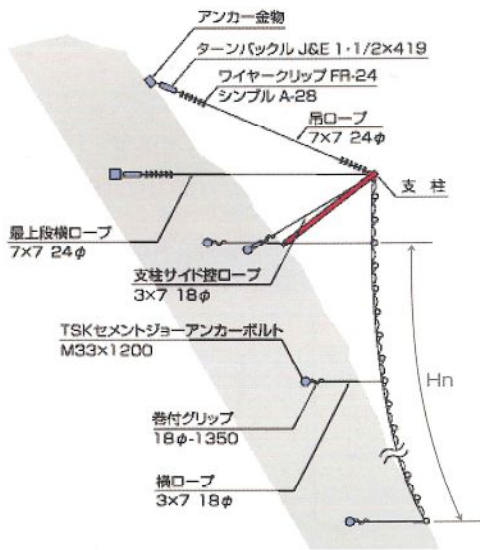 アンカー金物
ターンバックル J&E 1・1/2×419
ワイヤークリップ FR-24
シンブル A-28
吊ロープ
7×7 24φ
支 柱
最上段横ロープ
7×7 24φ
支柱サイド控ロープ
3×7 18φ
TSKセメントジョーアンカーボルト
M33×1200
Hn
巻付グリップ
18φ-1350
横ロープ
3×7 18φ